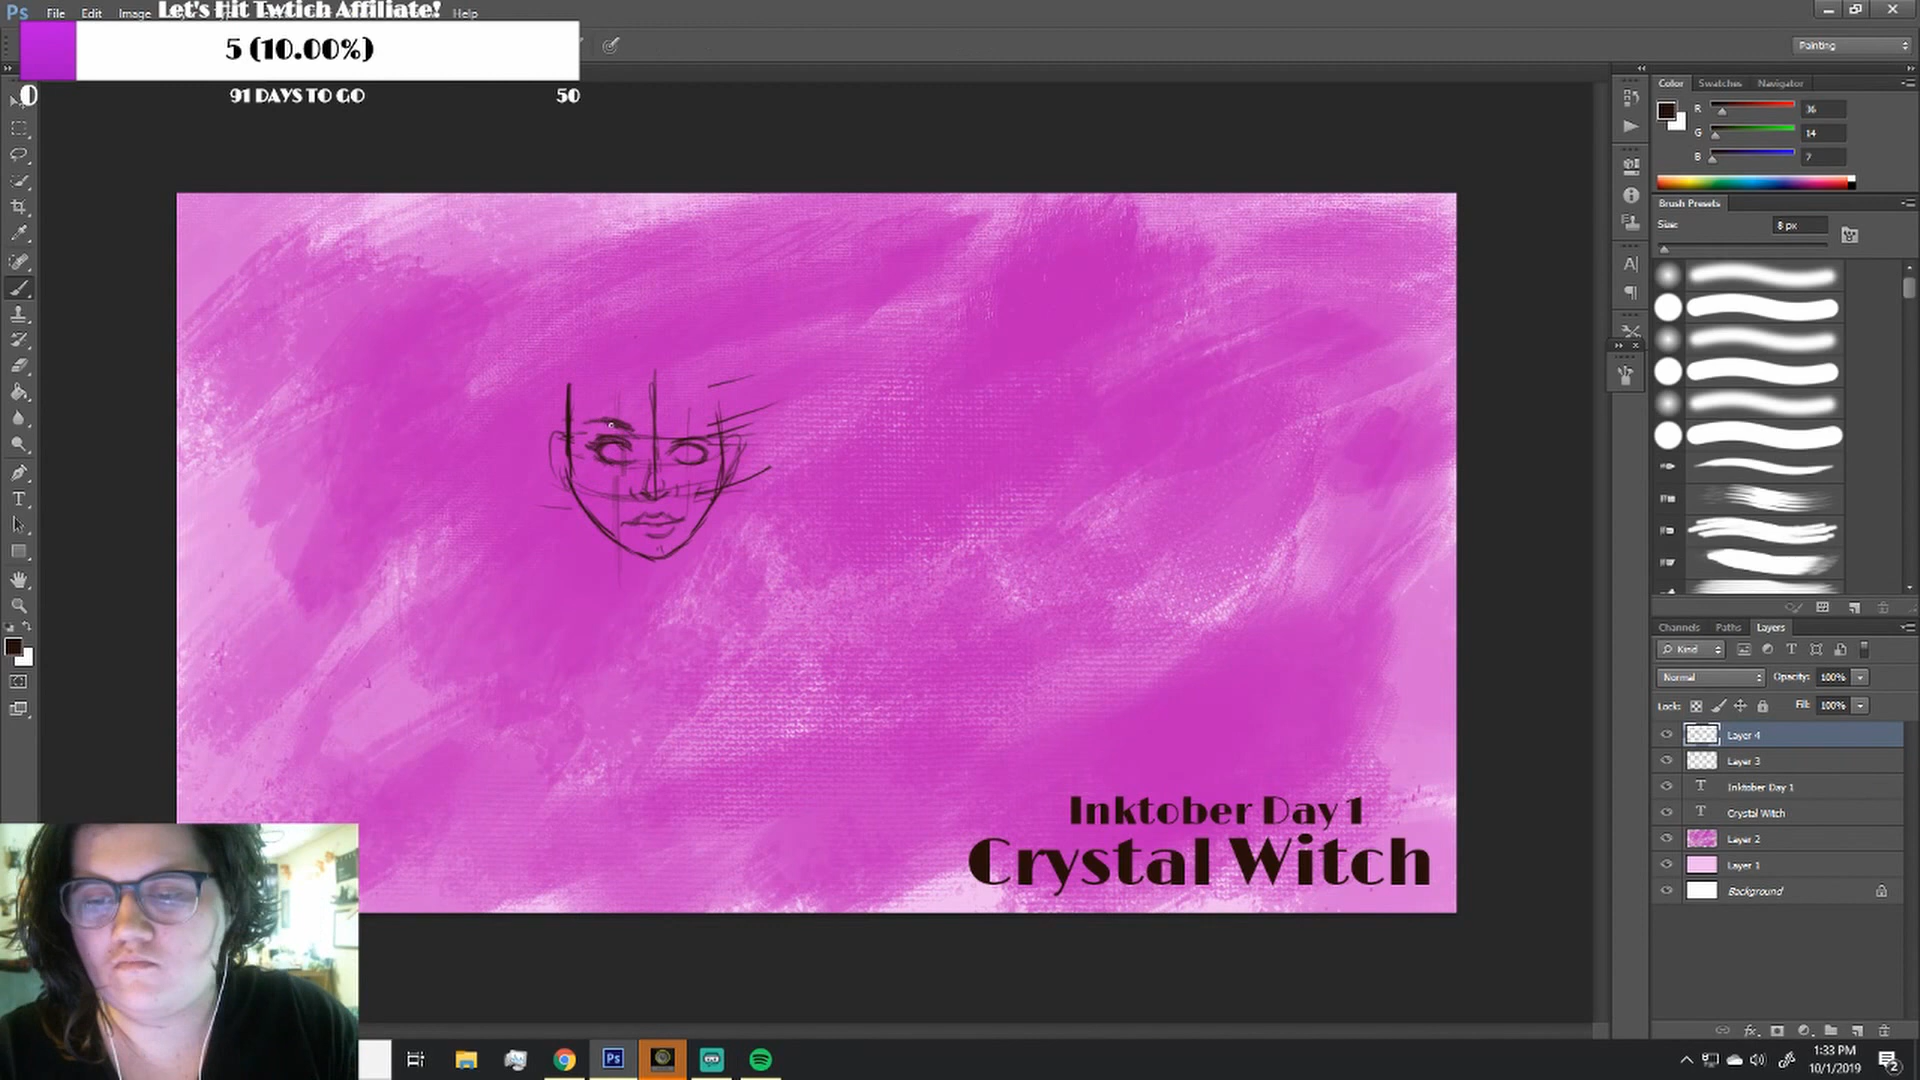 Ps File Edit Image Help
Let's Hit Twtich Affiliate!
5 (10.00%)
0 91 DAYS TO GO 50
Painting
Color Swatches Navigator
R 36
G 14
B 7
Brush Presets
Size: 8 px
Channels Paths Layers
Kind
Normal Opacity: 100%
Lock: Fill: 100%
Layer 4
Layer 3
Inktober Day 1
Crystal Witch
Layer 2
Layer 1
Background
Inktober Day 1
Crystal Witch
1:33 PM
10/1/2019
2